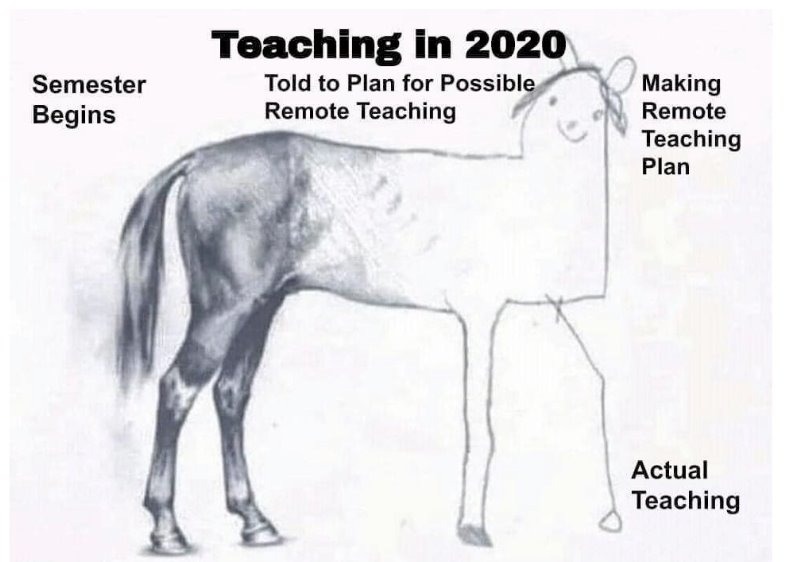 Teaching in 2020
Semester
Begins
Told to Plan for Possible
Remote Teaching
Making
Remote
Teaching
Plan
Actual
Teaching